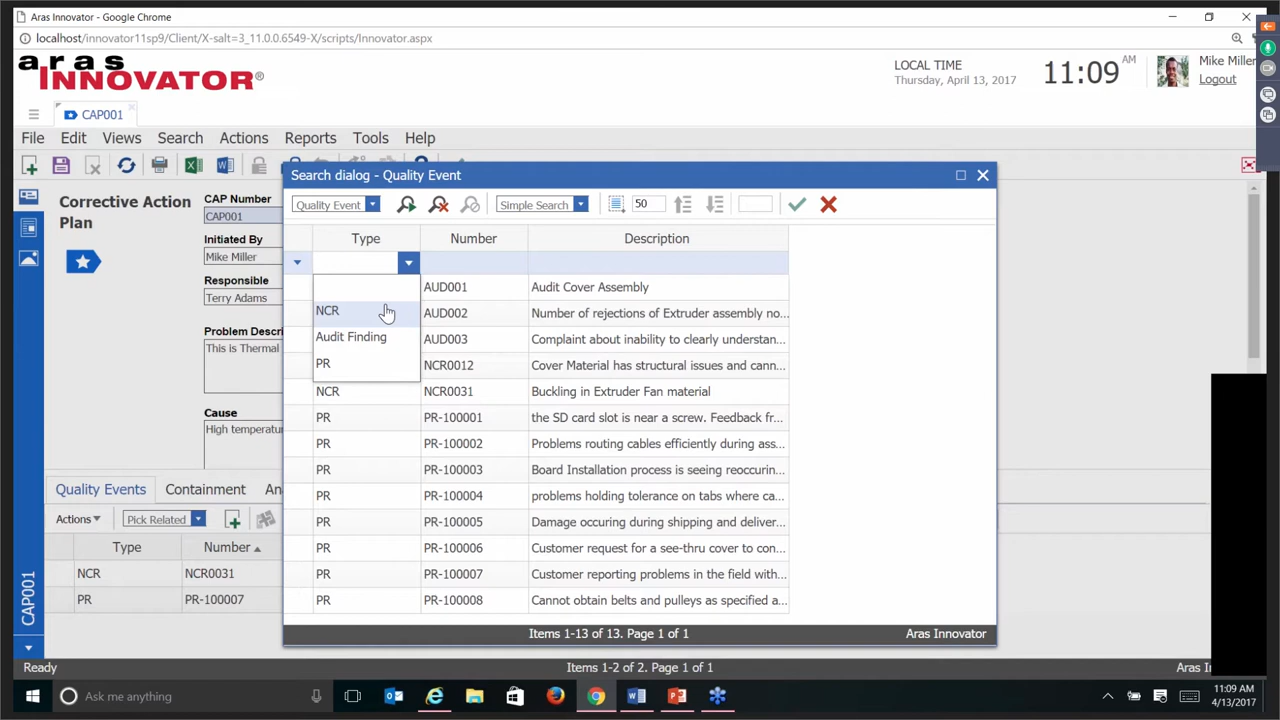 Aras Innovator - Google Chrome
localhost/innovator11sp9/Client/X-salt=3_11.0.0.6549-X/scripts/Innovator.aspx
aras
INNOVATOR®
LOCAL TIME
Thursday, April 13, 2017
11:09 AM
Mike Miller
Logout
CAP001
File Edit Views Search Actions Reports Tools Help
Corrective Action
Plan
CAP Number
CAP001
Initiated By
Mike Miller
Responsible
Terry Adams
Problem Descri
This is Thermal
Cause
High temperatur
Search dialog - Quality Event
Quality Event Simple Search 50
Type Number Description
NCR
Audit Finding
PR
AUD001 Audit Cover Assembly
AUD002 Number of rejections of Extruder assembly no...
AUD003 Complaint about inability to clearly understan...
NCR0012 Cover Material has structural issues and cann...
NCR NCR0031 Buckling in Extruder Fan material
PR PR-100001 the SD card slot is near a screw. Feedback fr...
PR PR-100002 Problems routing cables efficiently during ass...
PR PR-100003 Board Installation process is seeing reoccurin...
PR PR-100004 problems holding tolerance on tabs where ca...
PR PR-100005 Damage occuring during shipping and deliver...
PR PR-100006 Customer request for a see-thru cover to con...
PR PR-100007 Customer reporting problems in the field with...
PR PR-100008 Cannot obtain belts and pulleys as specified a...
Items 1-13 of 13. Page 1 of 1 Aras Innovator
Quality Events Containment An
Actions Pick Related
Type Number
NCR NCR0031
PR PR-100007
CAP001
Ready Items 1-2 of 2. Page 1 of 1 Aras I
Ask me anything
11:09 AM
4/13/2017